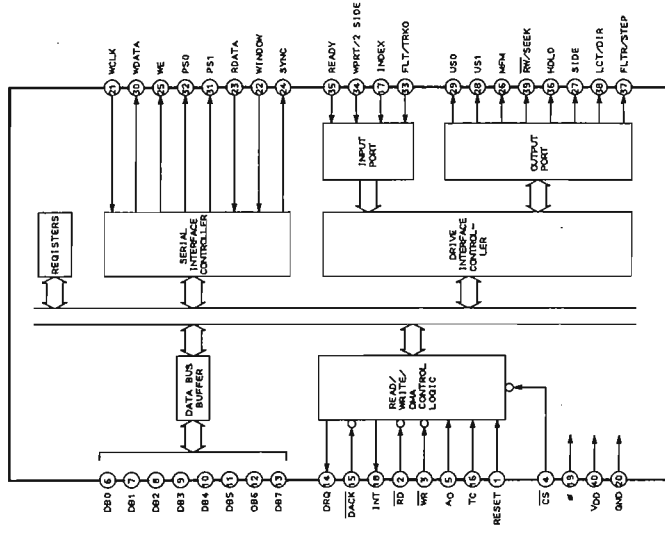 21 WCLK
30 WDATA
25 WE
32 PS0
31 PS1
23 RDATA
22 WINDOW
24 SYNC
35 READY
34 WPRT/2 SIDE
17 INDEX
33 FLT/TRKO
29 US0
28 US1
26 MFM
39 RW/SEEK
36 HDLD
27 SIDE
38 LCT/DIR
37 FLTR/STEP
INPUT
PORT
OUTPUT
PORT
REGISTERS
SERIAL
INTERFACE
CONTROLLER
DRIVE
INTERFACE
CONTROL-
LER
DATA BUS
BUFFER
READ/
WRITE/
DMA
CONTROL
LOGIC
DB0 6
DB1 7
DB2 8
DB3 9
DB4 10
DB5 11
DB6 12
DB7 13
DRQ 14
DACK 15
INT 18
RD 2
WR 3
AO 5
TC 16
RESET 1
CS 4
ø 19
VDD 40
GND 20